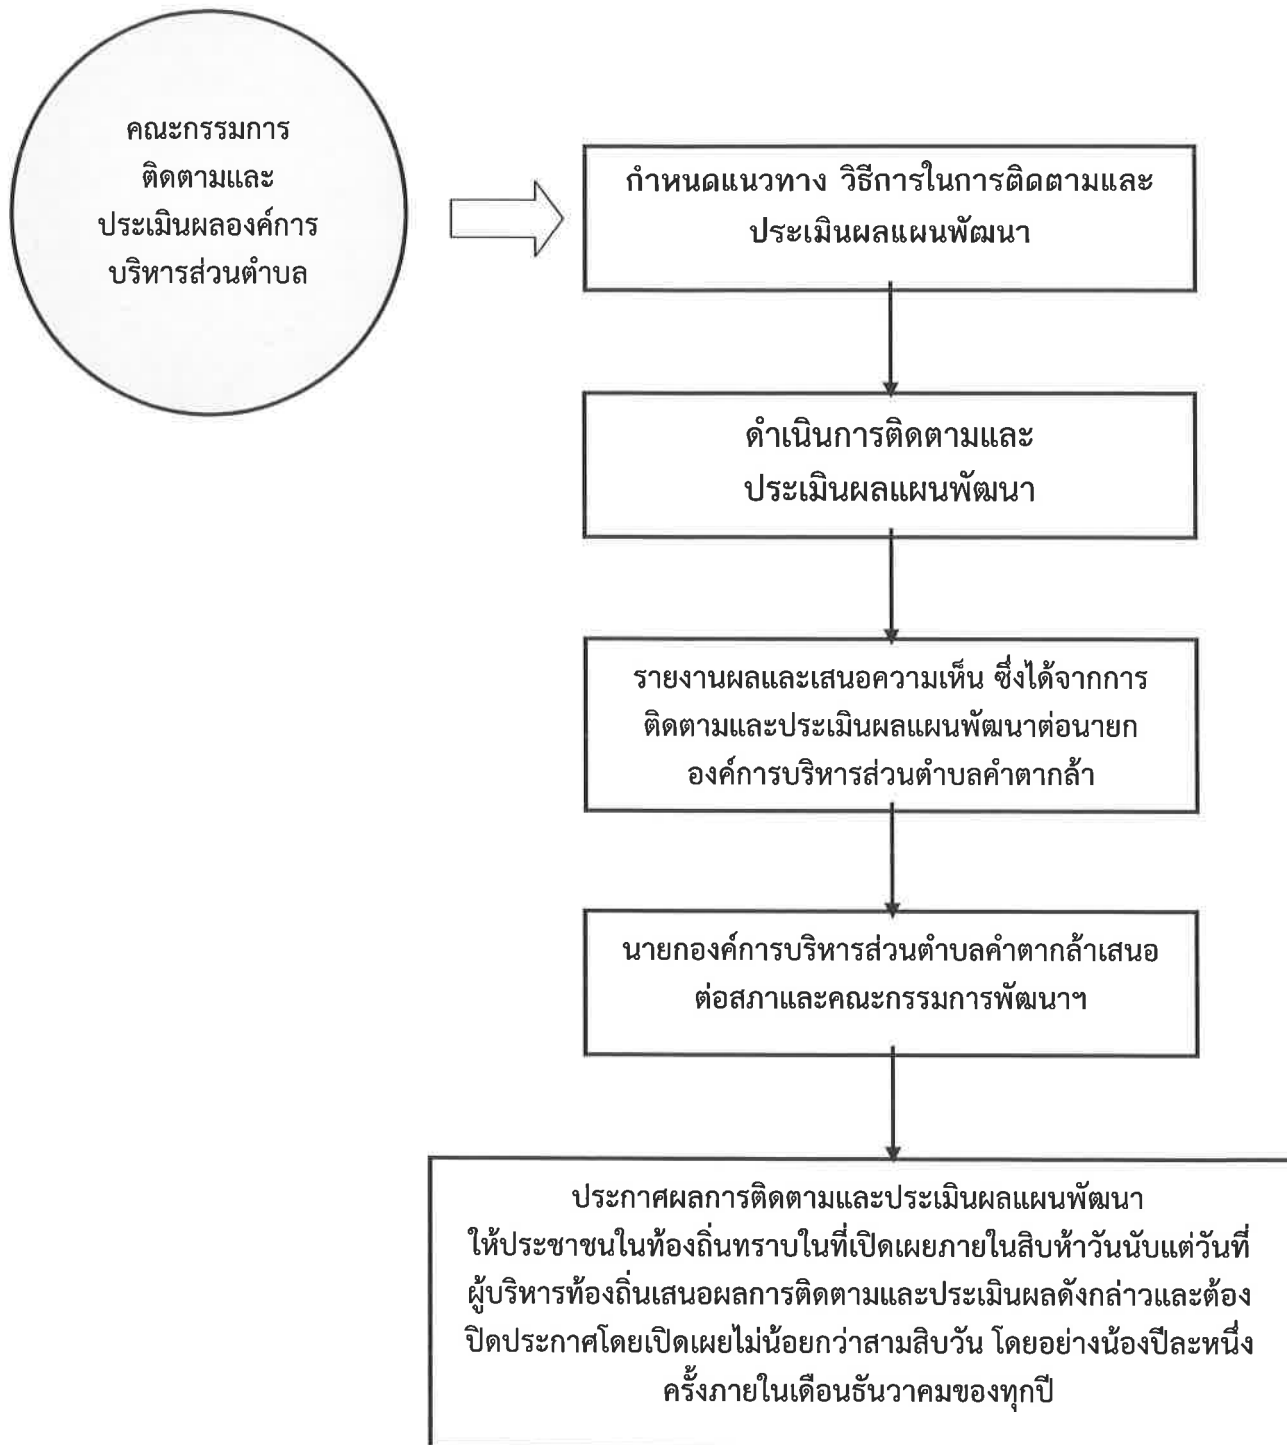 คณะกรรมการ
ติดตามและ
ประเมินผลองค์การ
บริหารส่วนตำบล
กำหนดแนวทาง วิธีการในการติดตามและ
ประเมินผลแผนพัฒนา
ดำเนินการติดตามและ
ประเมินผลแผนพัฒนา
รายงานผลและเสนอความเห็น ซึ่งได้จากการ
ติดตามและประเมินผลแผนพัฒนาต่อนายก
องค์การบริหารส่วนตำบลคำตากล้า
นายกองค์การบริหารส่วนตำบลคำตากล้าเสนอ
ต่อสภาและคณะกรรมการพัฒนาฯ
ประกาศผลการติดตามและประเมินผลแผนพัฒนา
ให้ประชาชนในท้องถิ่นทราบในที่เปิดเผยภายในสิบห้าวันนับแต่วันที่
ผู้บริหารท้องถิ่นเสนอผลการติดตามและประเมินผลดังกล่าวและต้อง
ปิดประกาศโดยเปิดเผยไม่น้อยกว่าสามสิบวัน โดยอย่างน้องปีละหนึ่ง
ครั้งภายในเดือนธันวาคมของทุกปี